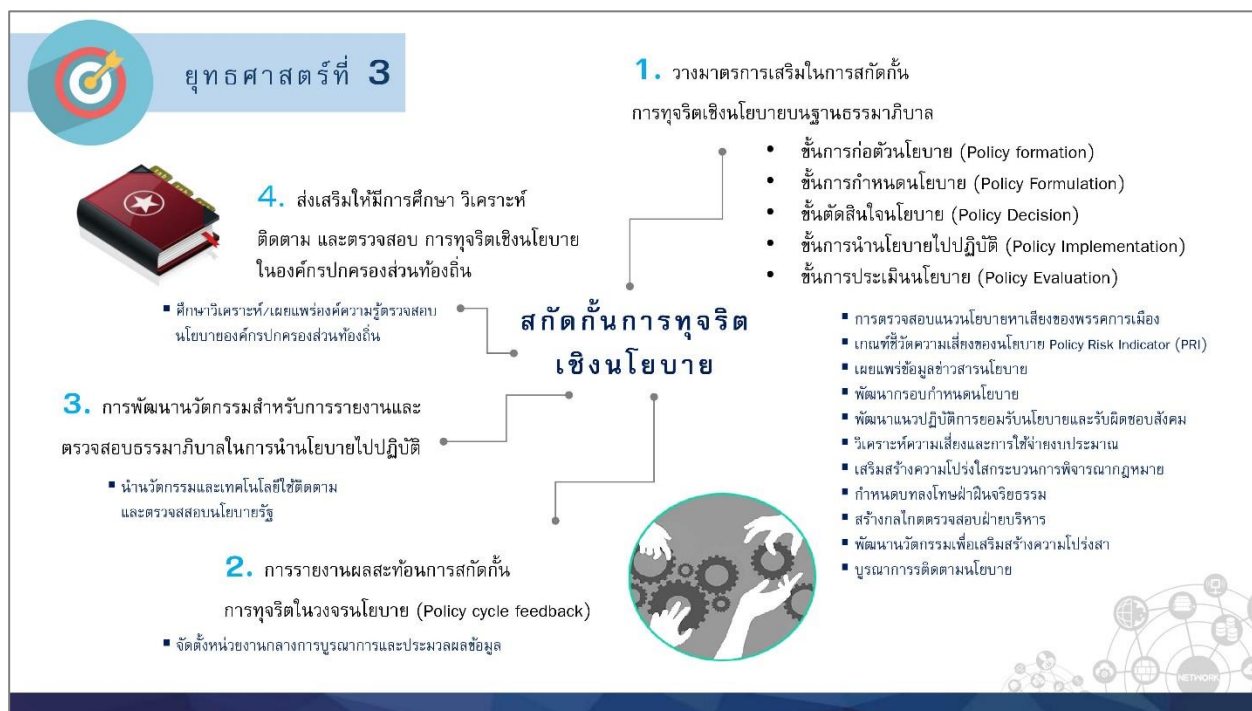 ยุทธศาสตร์ที่ 3
1. วางมาตรการเสริมในการสกัดกั้น
การทุจริตเชิงนโยบายบนฐานธรรมาภิบาล
• ขั้นการก่อตัวนโยบาย (Policy formation)
• ขั้นการกำหนดนโยบาย (Policy Formulation)
• ขั้นตัดสินใจนโยบาย (Policy Decision)
• ขั้นการนำนโยบายไปปฏิบัติ (Policy Implementation)
• ขั้นการประเมินนโยบาย (Policy Evaluation)
▪ การตรวจสอบแนวนโยบายหาเสียงของพรรคการเมือง
▪ เกณฑ์ชี้วัดความเสี่ยงของนโยบาย Policy Risk Indicator (PRI)
▪ เผยแพร่ข้อมูลข่าวสารนโยบาย
▪ พัฒนากรอบกำหนดนโยบาย
▪ พัฒนาแนวปฏิบัติการยอมรับนโยบายและรับผิดชอบสังคม
▪ วิเคราะห์ความเสี่ยงและการใช้จ่ายงบประมาณ
▪ เสริมสร้างความโปร่งใสกระบวนการพิจารณากฎหมาย
▪ กำหนดบทลงโทษฝ่าฝืนจริยธรรม
▪ สร้างกลไกตรวจสอบฝ่ายบริหาร
▪ พัฒนานวัตกรรมเพื่อเสริมสร้างความโปร่งสา
▪ บูรณาการรติดตามนโยบาย
สกัดกั้นการทุจริต
เชิงนโยบาย
4. ส่งเสริมให้มีการศึกษา วิเคราะห์
ติดตาม และตรวจสอบ การทุจริตเชิงนโยบาย
ในองค์กรปกครองส่วนท้องถิ่น
▪ ศึกษาวิเคราะห์/เผยแพร่องค์ความรู้ตรวจสอบ
นโยบายองค์กรปกครองส่วนท้องถิ่น
3. การพัฒนานวัตกรรมสำหรับการรายงานและ
ตรวจสอบธรรมาภิบาลในการนำนโยบายไปปฏิบัติ
▪ นำนวัตกรรมและเทคโนโลยีใช้ติดตาม
และตรวจสสอบนโยบายรัฐ
2. การรายงานผลสะท้อนการสกัดกั้น
การทุจริตในวงจรนโยบาย (Policy cycle feedback)
▪ จัดตั้งหน่วยงานกลางการบูรณาการและประมวลผลข้อมูล
NETWORK